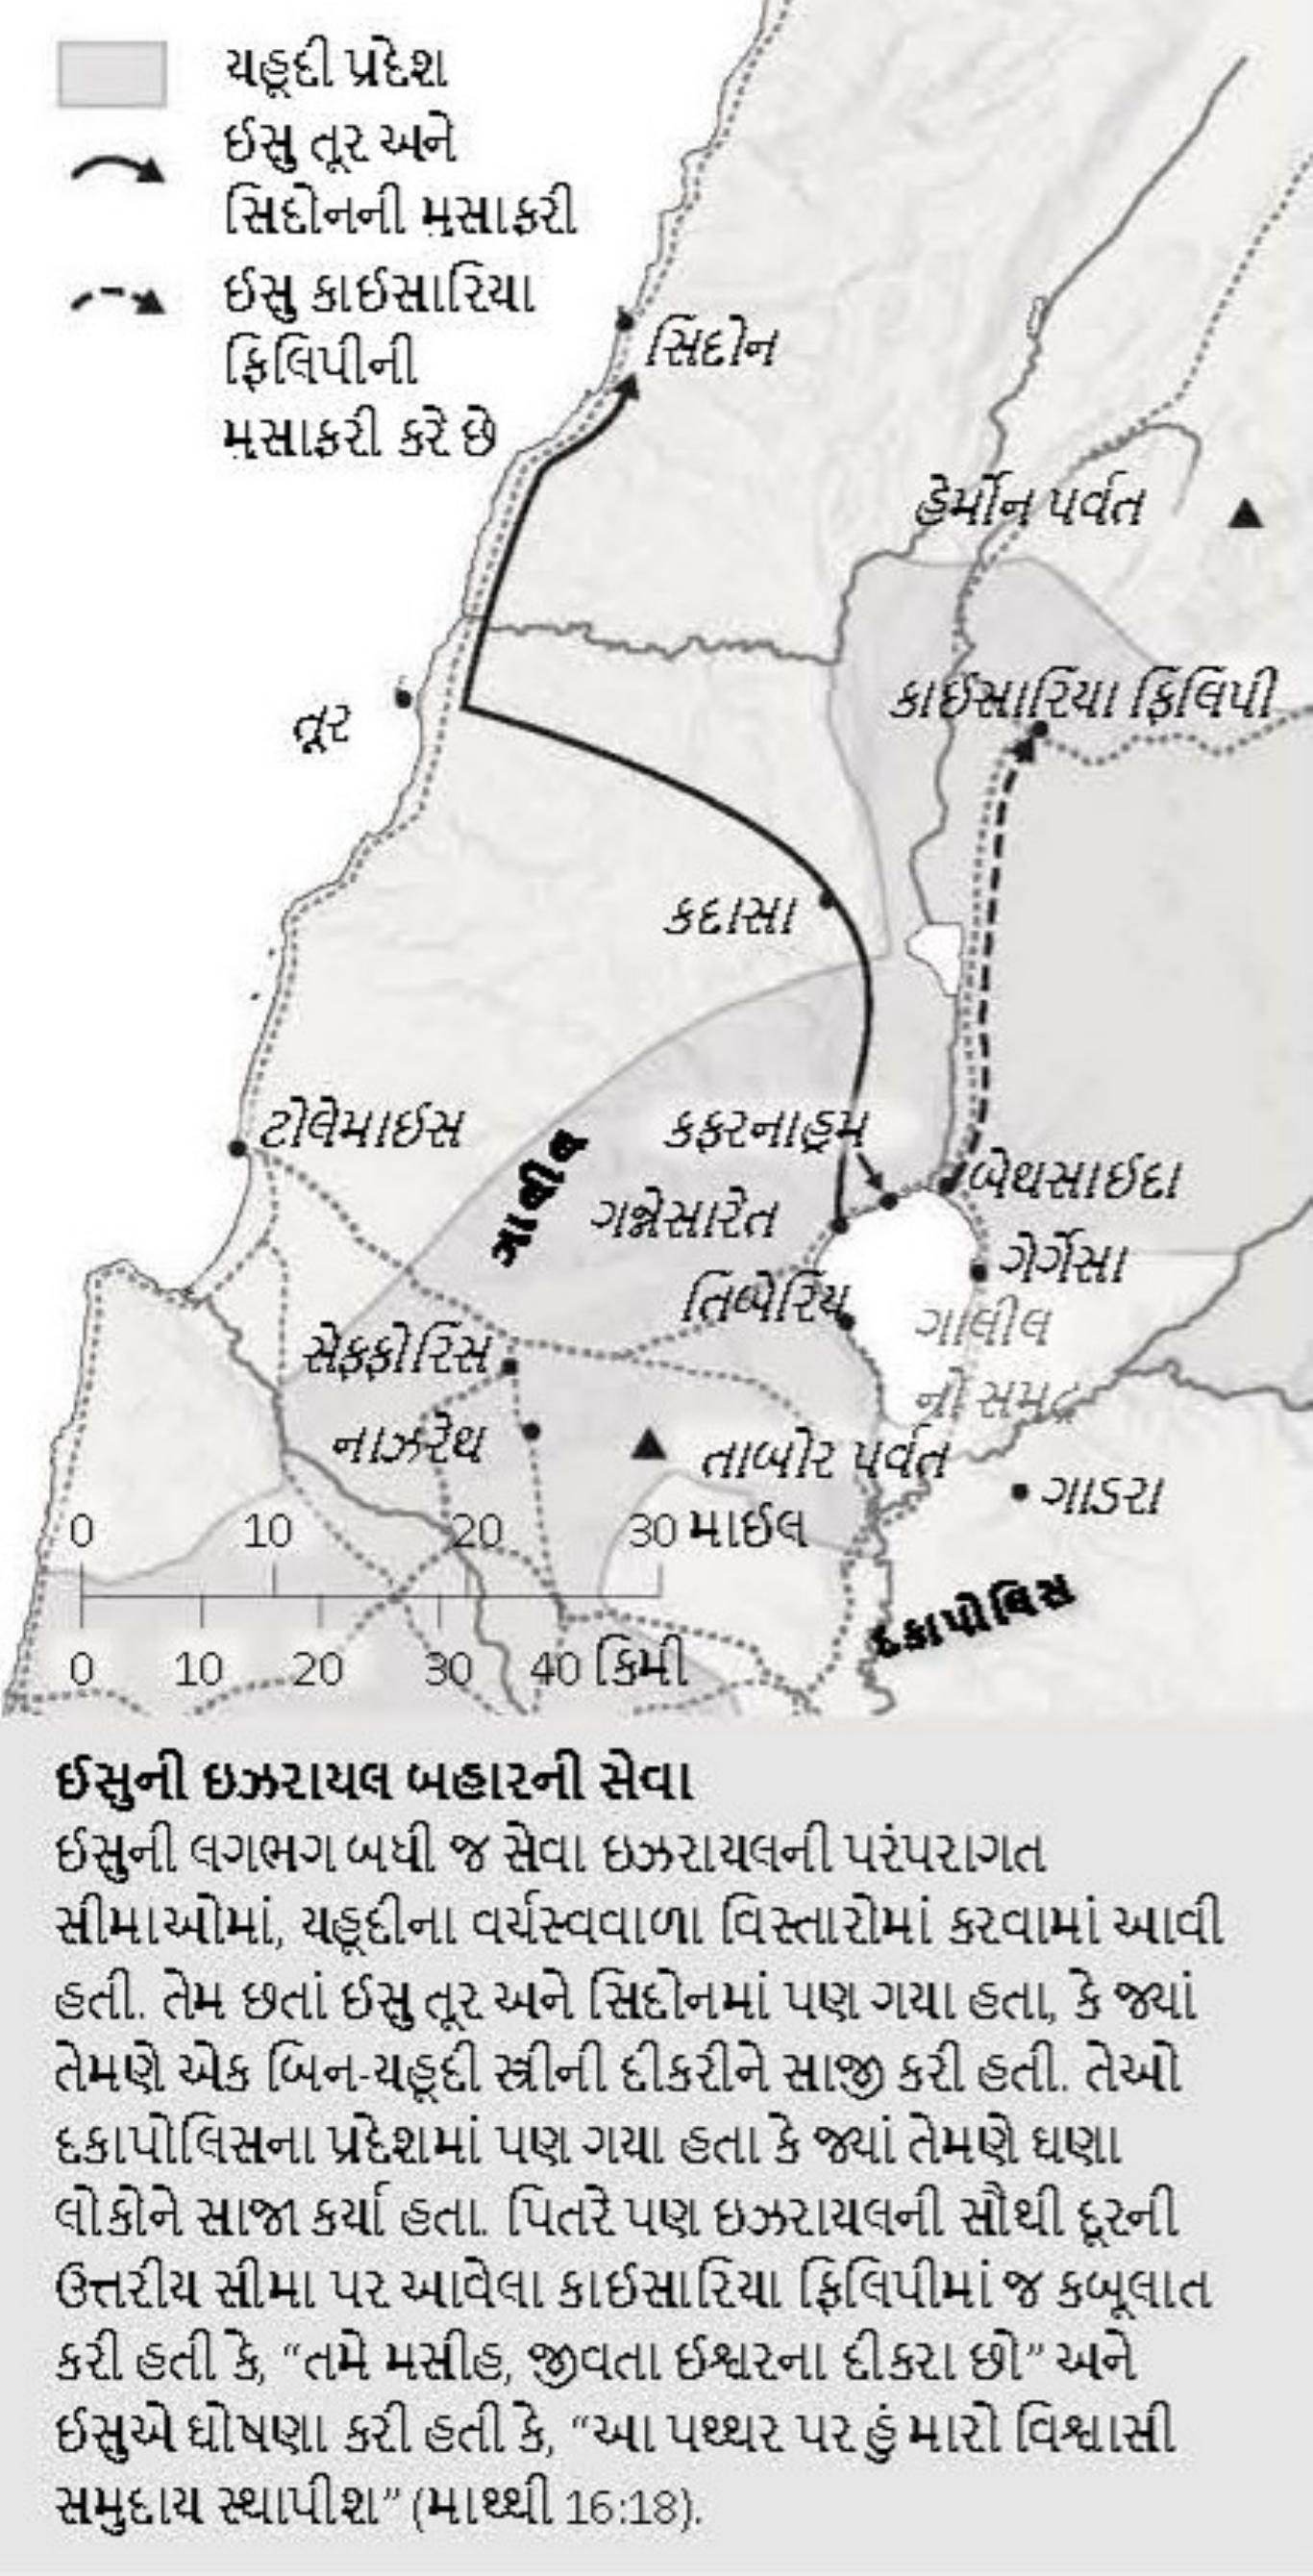 યહૂદી પ્રદેશ
ઈસુ તૂર અને
સિદોનની મુસાફરી
ઈસુ કાઈસારિયા
ફિલિપીની
મુસાફરી કરે છે
સિદોન
હેર્મોન પર્વત
કાઈસારિયા ફિલિપી
તૂર
કદાસા
ટોલેમાઈસ
કફરનાહૂમ
ગાલીલ
ગન્નેસારેત
બેથસાઈદા
ગેર્ગેસા
તિબેરિય
ગાલીલ
નો સમુદ્ર
સેફફોરિસ
નાઝરેથ
તાબોર પર્વત
ગાડરા
0 10 20 30 માઈલ
દકાપોલિસ
0 10 20 30 40 કિમી
ઈસુની ઇઝરાયલ બહારની સેવા
ઈસુની લગભગ બધી જ સેવા ઇઝરાયલની પરંપરાગત
સીમાઓમાં, યહૂદીના વર્ચસ્વવાળા વિસ્તારોમાં કરવામાં આવી
હતી. તેમ છતાં ઈસુ તૂર અને સિદોનમાં પણ ગયા હતા, કે જ્યાં
તેમણે એક બિન-યહૂદી સ્ત્રીની દીકરીને સાજી કરી હતી. તેઓ
દકાપોલિસના પ્રદેશમાં પણ ગયા હતા કે જ્યાં તેમણે ઘણા
લોકોને સાજા કર્યા હતા. પિતરે પણ ઇઝરાયલની સૌથી દૂરની
ઉત્તરીય સીમા પર આવેલા કાઈસારિયા ફિલિપીમાં જ કબૂલાત
કરી હતી કે, “તમે મસીહ, જીવતા ઈશ્વરના દીકરા છો” અને
ઈસુએ ઘોષણા કરી હતી કે, “આ પથ્થર પર હું મારો વિશ્વાસી
સમુદાય સ્થાપીશ” (માથ્થી 16:18).